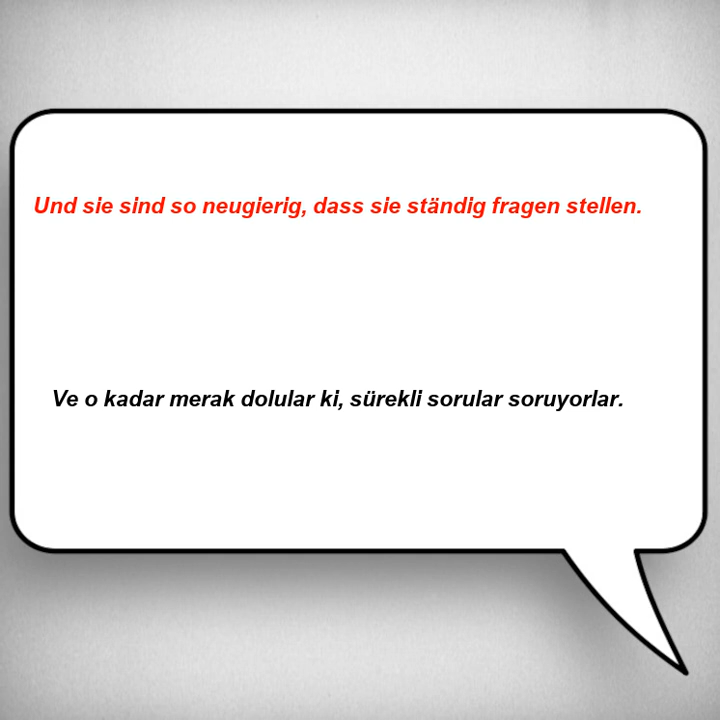 Und sie sind so neugierig, dass sie ständig fragen stellen.
Ve o kadar merak dolular ki, sürekli sorular soruyorlar.